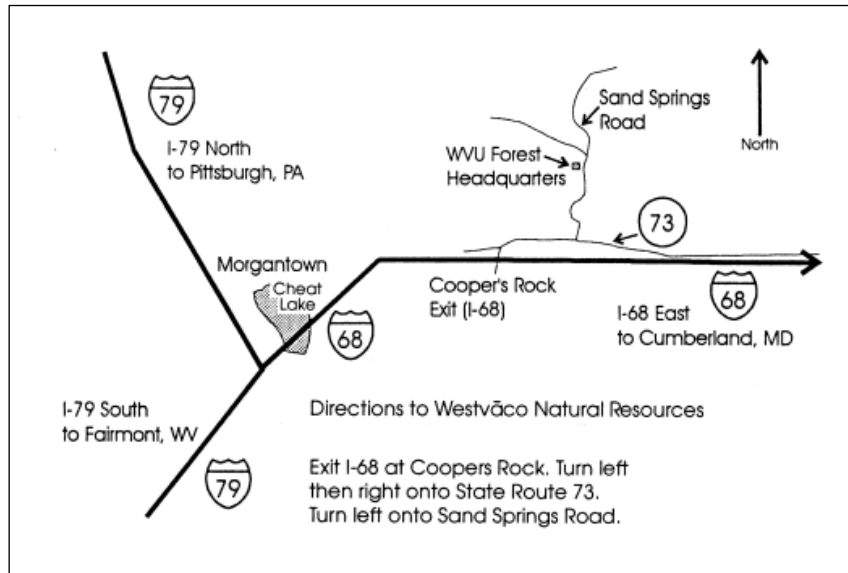 79
I-79 North
to Pittsburgh, PA
Sand Springs
Road
North
WVU Forest
Headquarters
73
Morgantown
Cheat
Lake
68
Cooper's Rock
Exit (I-68)
68
I-68 East
to Cumberland, MD
I-79 South
to Fairmont, WV
79
Directions to Westvāco Natural Resources
Exit I-68 at Coopers Rock. Turn left
then right onto State Route 73.
Turn left onto Sand Springs Road.